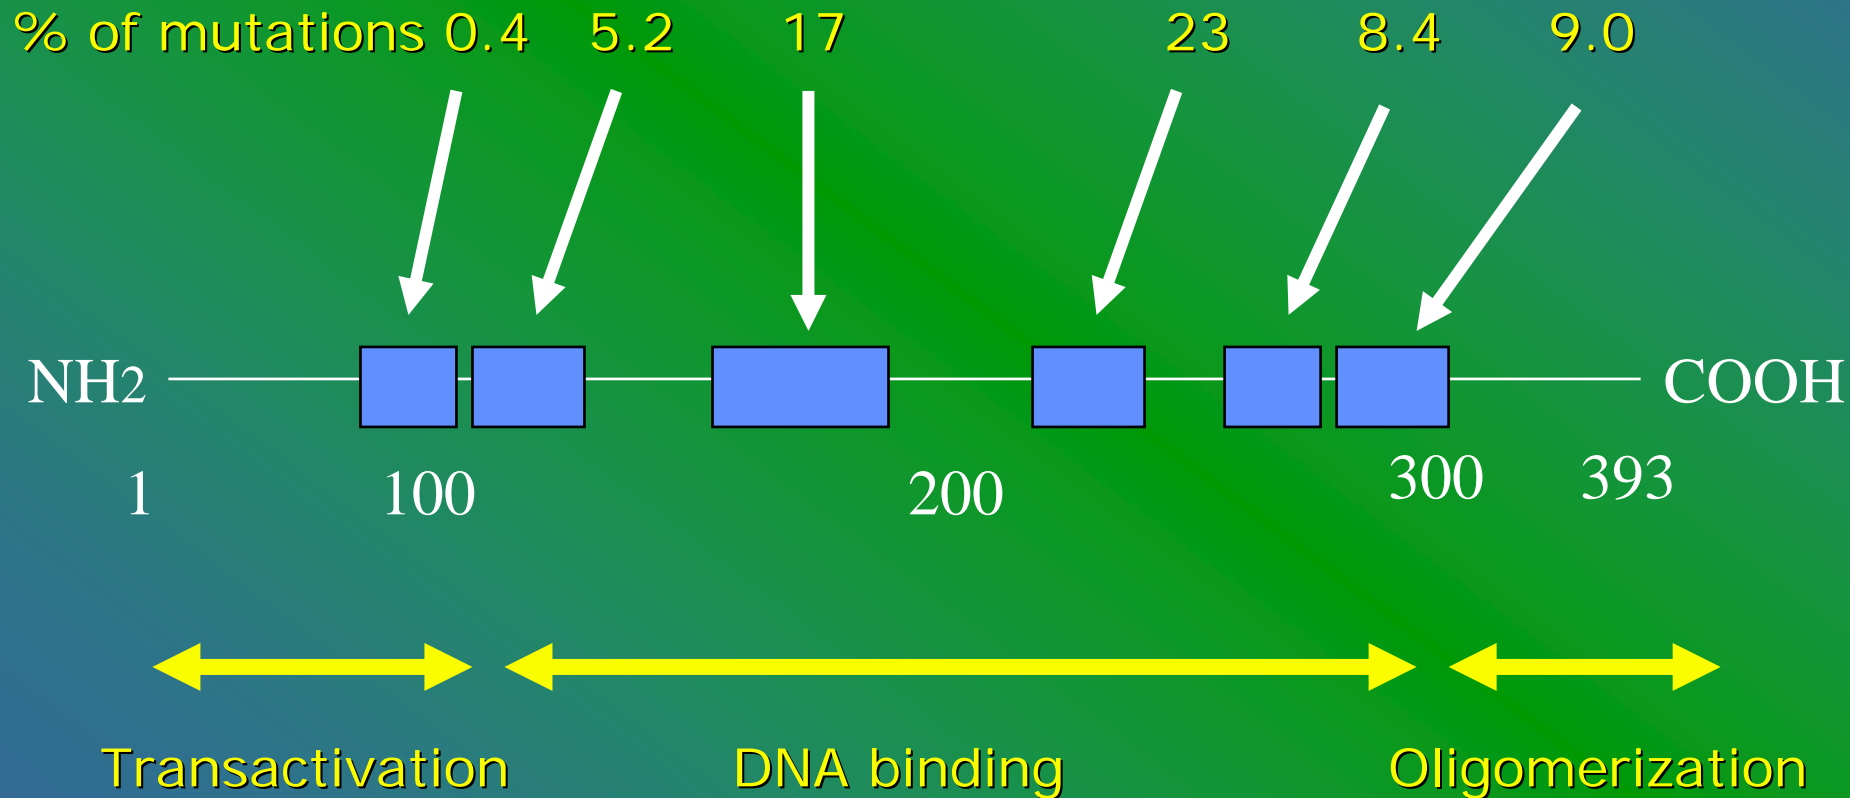 % of mutations 0.4 5.2 17 23 8.4 9.0
NH2 COOH
1 100 200 300 393
Transactivation DNA binding Oligomerization